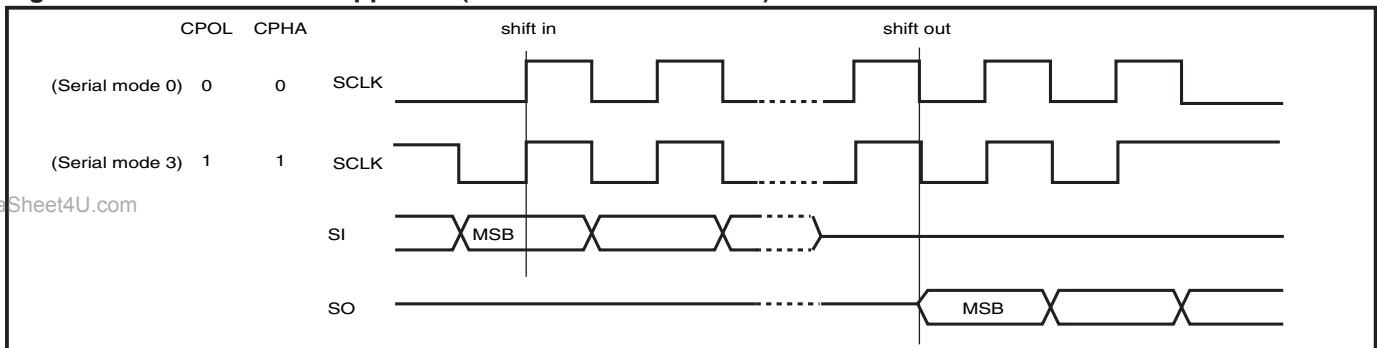 CPOL CPHA shift in shift out
(Serial mode 0) 0 0 SCLK
(Serial mode 3) 1 1 SCLK
aSheet4U.com
SI MSB
SO MSB